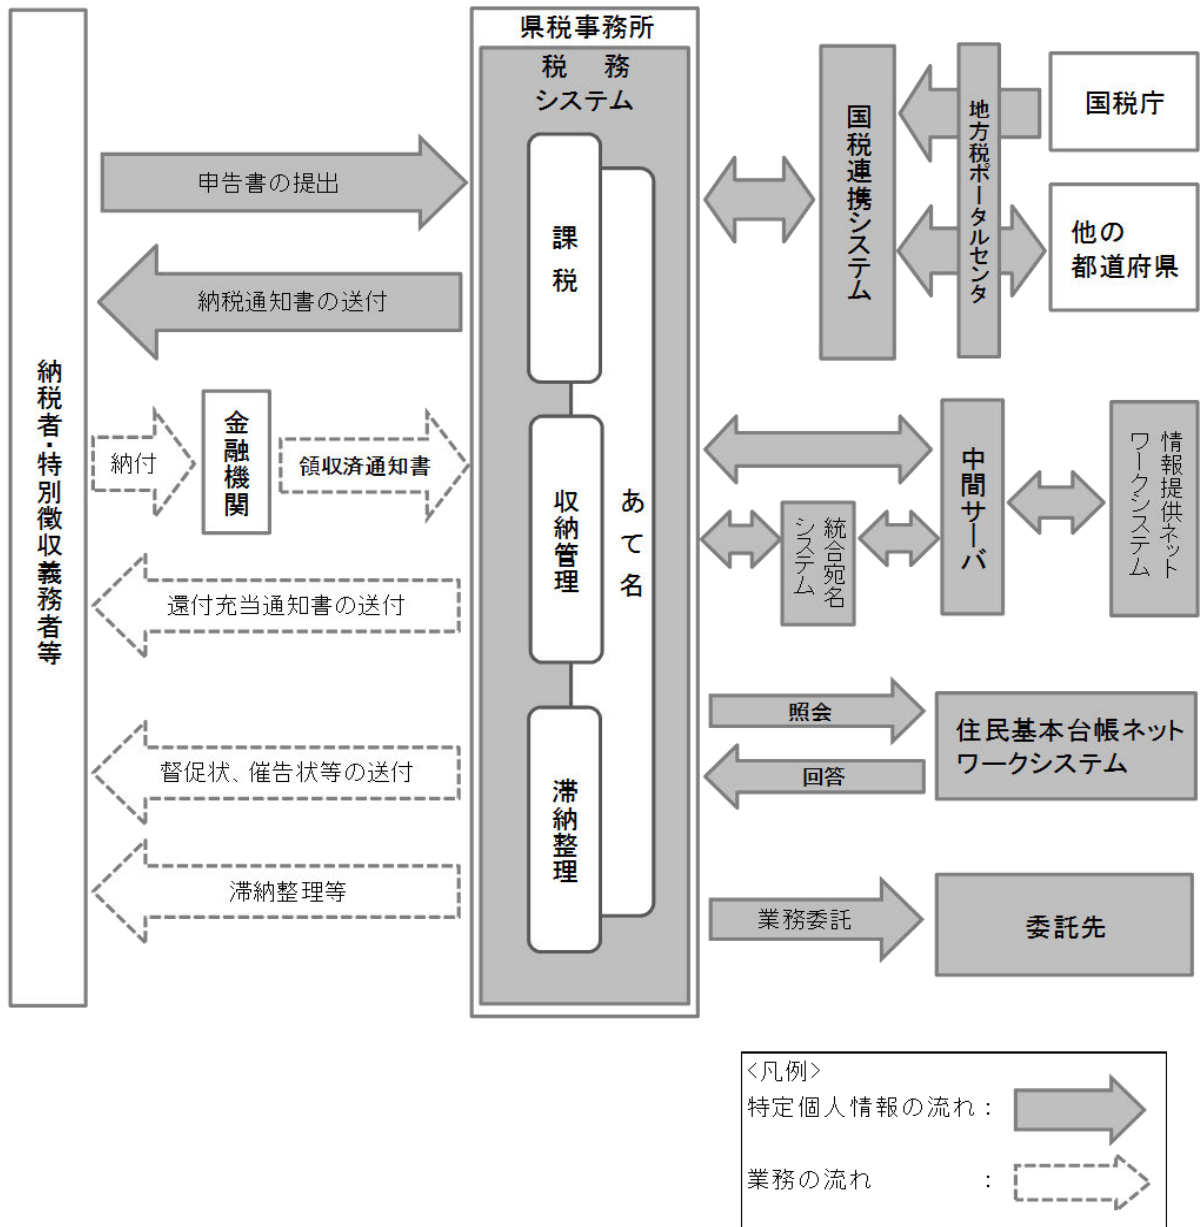 県税事務所
税　務
システム
課税
収納管理
滞納整理
あて名
納税者・特別徴収義務者等
申告書の提出
納税通知書の送付
納付
金融機関
領収済通知書
還付充当通知書の送付
督促状、催告状等の送付
滞納整理等
国税連携システム
地方税ポータルセンタ
国税庁
他の
都道府県
統合宛名
システム
中間サーバ
情報提供ネット
ワークシステム
照会
回答
住民基本台帳ネット
ワークシステム
業務委託
委託先
<凡例>
特定個人情報の流れ：
業務の流れ　　　　：